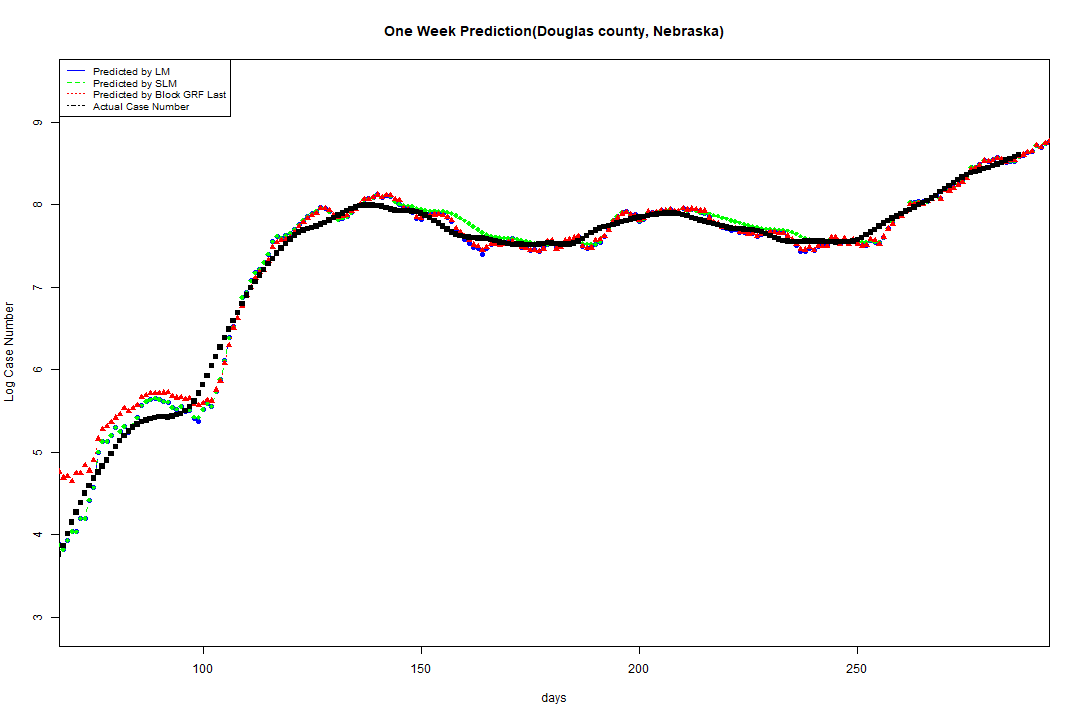 One Week Prediction(Douglas county, Nebraska)
Predicted by LM
Predicted by SLM
Predicted by Block GRF Last
Actual Case Number
9
8
7
6
5
4
3
Log Case Number
100 150 200 250
days